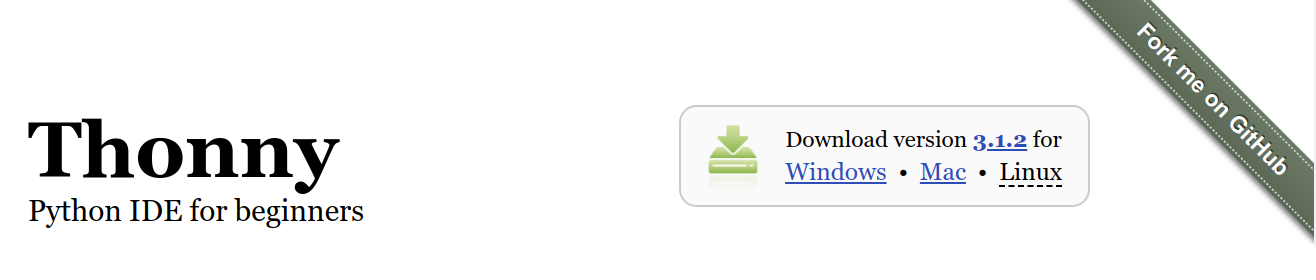 Fork me on GitHub
Thonny
Python IDE for beginners
Download version 3.1.2 for
Windows • Mac • Linux